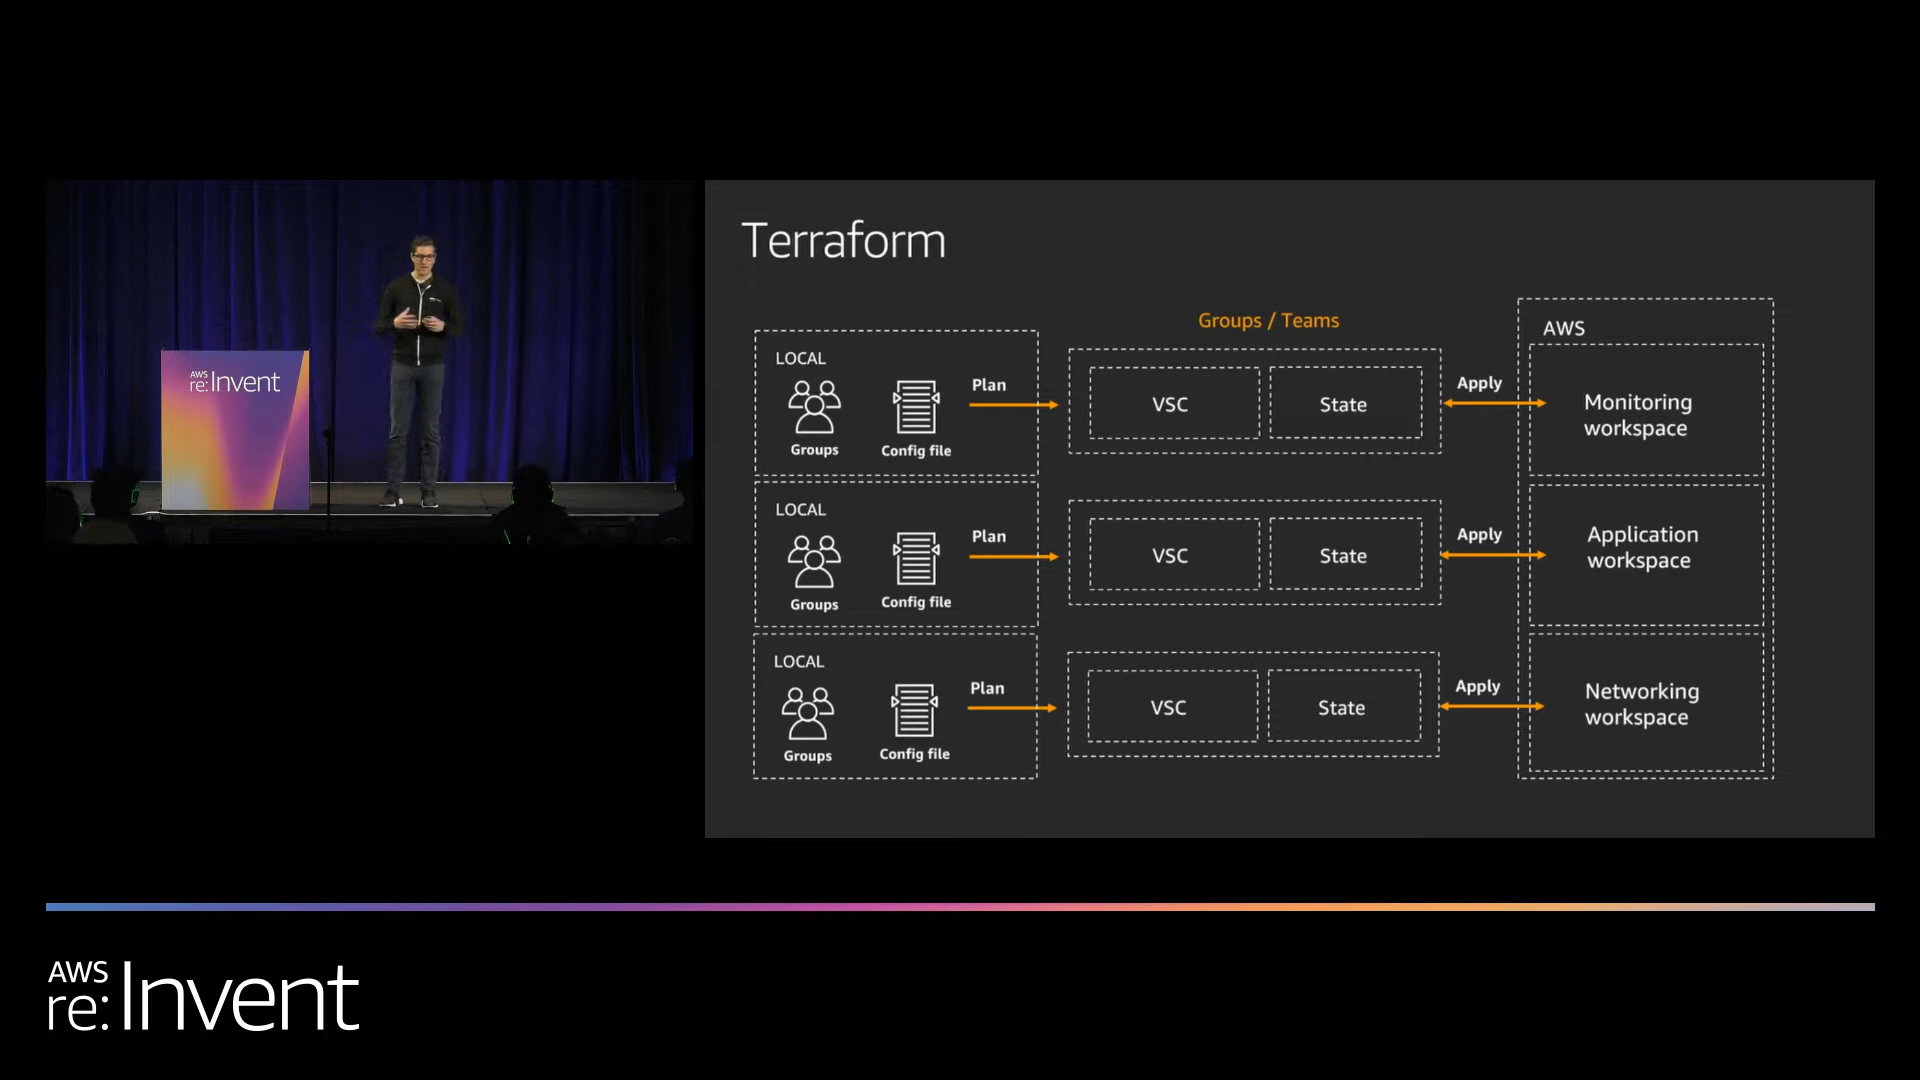 AWS
re:Invent
Terraform
Groups / Teams
LOCAL
Groups
Config file
Plan
VSC
State
Apply
AWS
Monitoring
workspace
LOCAL
Groups
Config file
Plan
VSC
State
Apply
Application
workspace
LOCAL
Groups
Config file
Plan
VSC
State
Apply
Networking
workspace
AWS
re:Invent